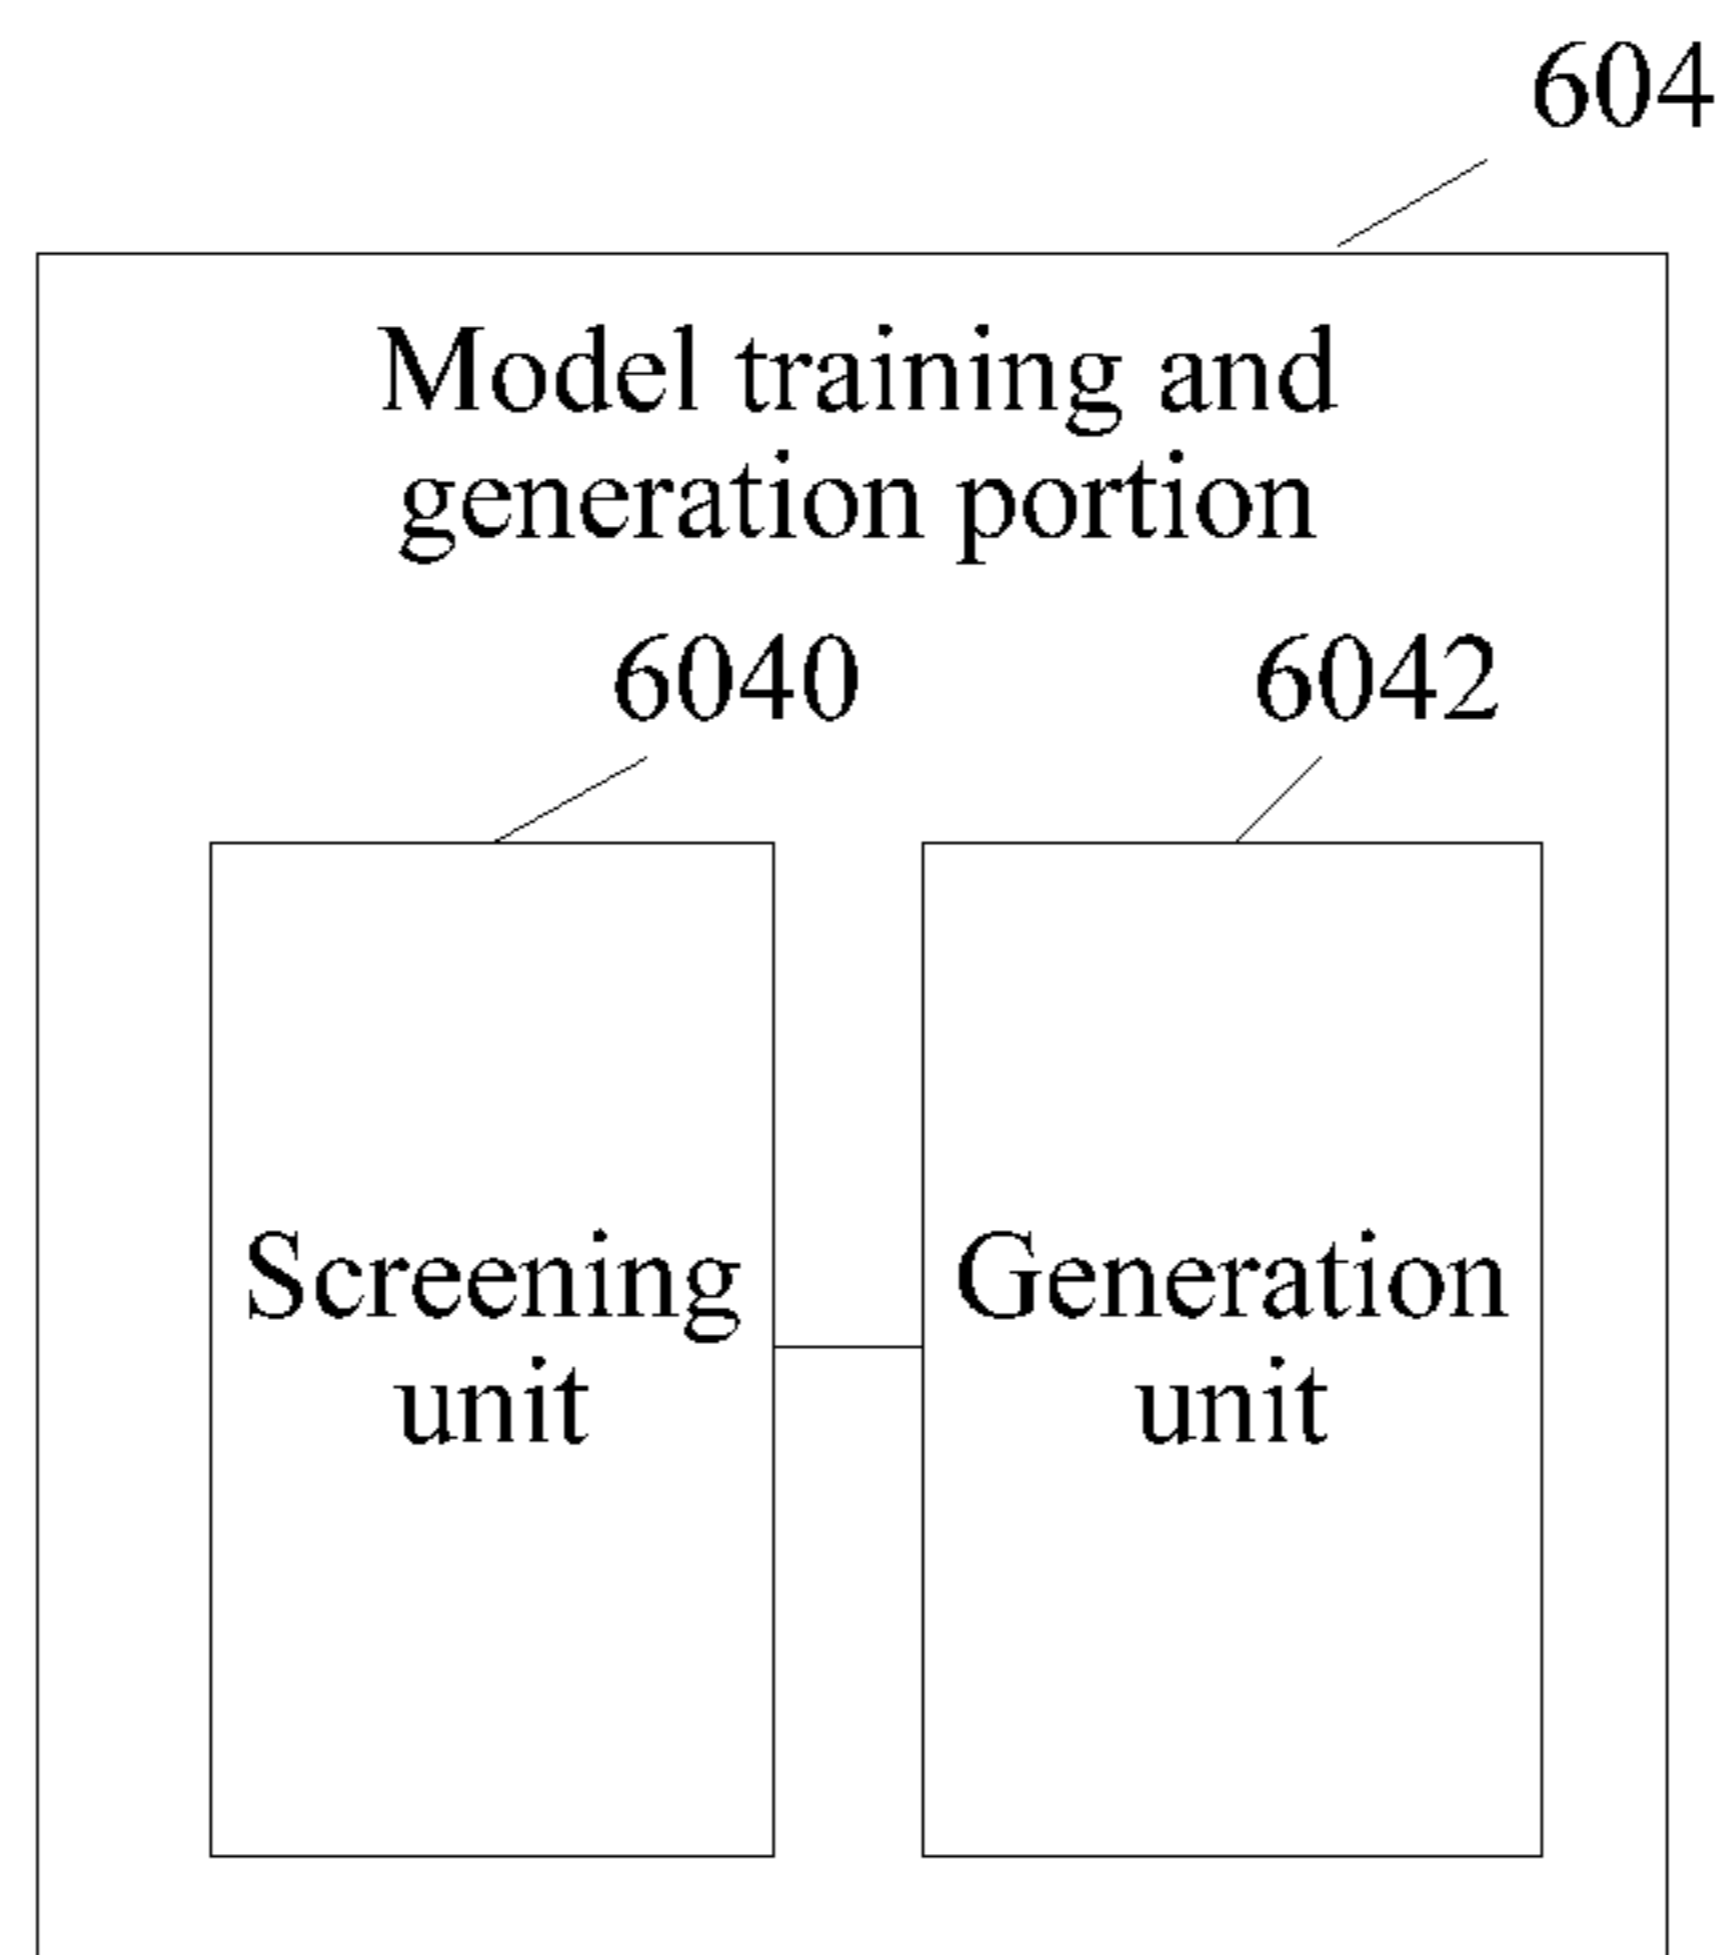 604
Model training and
generation portion
6040
6042
Screening
unit
Generation
unit